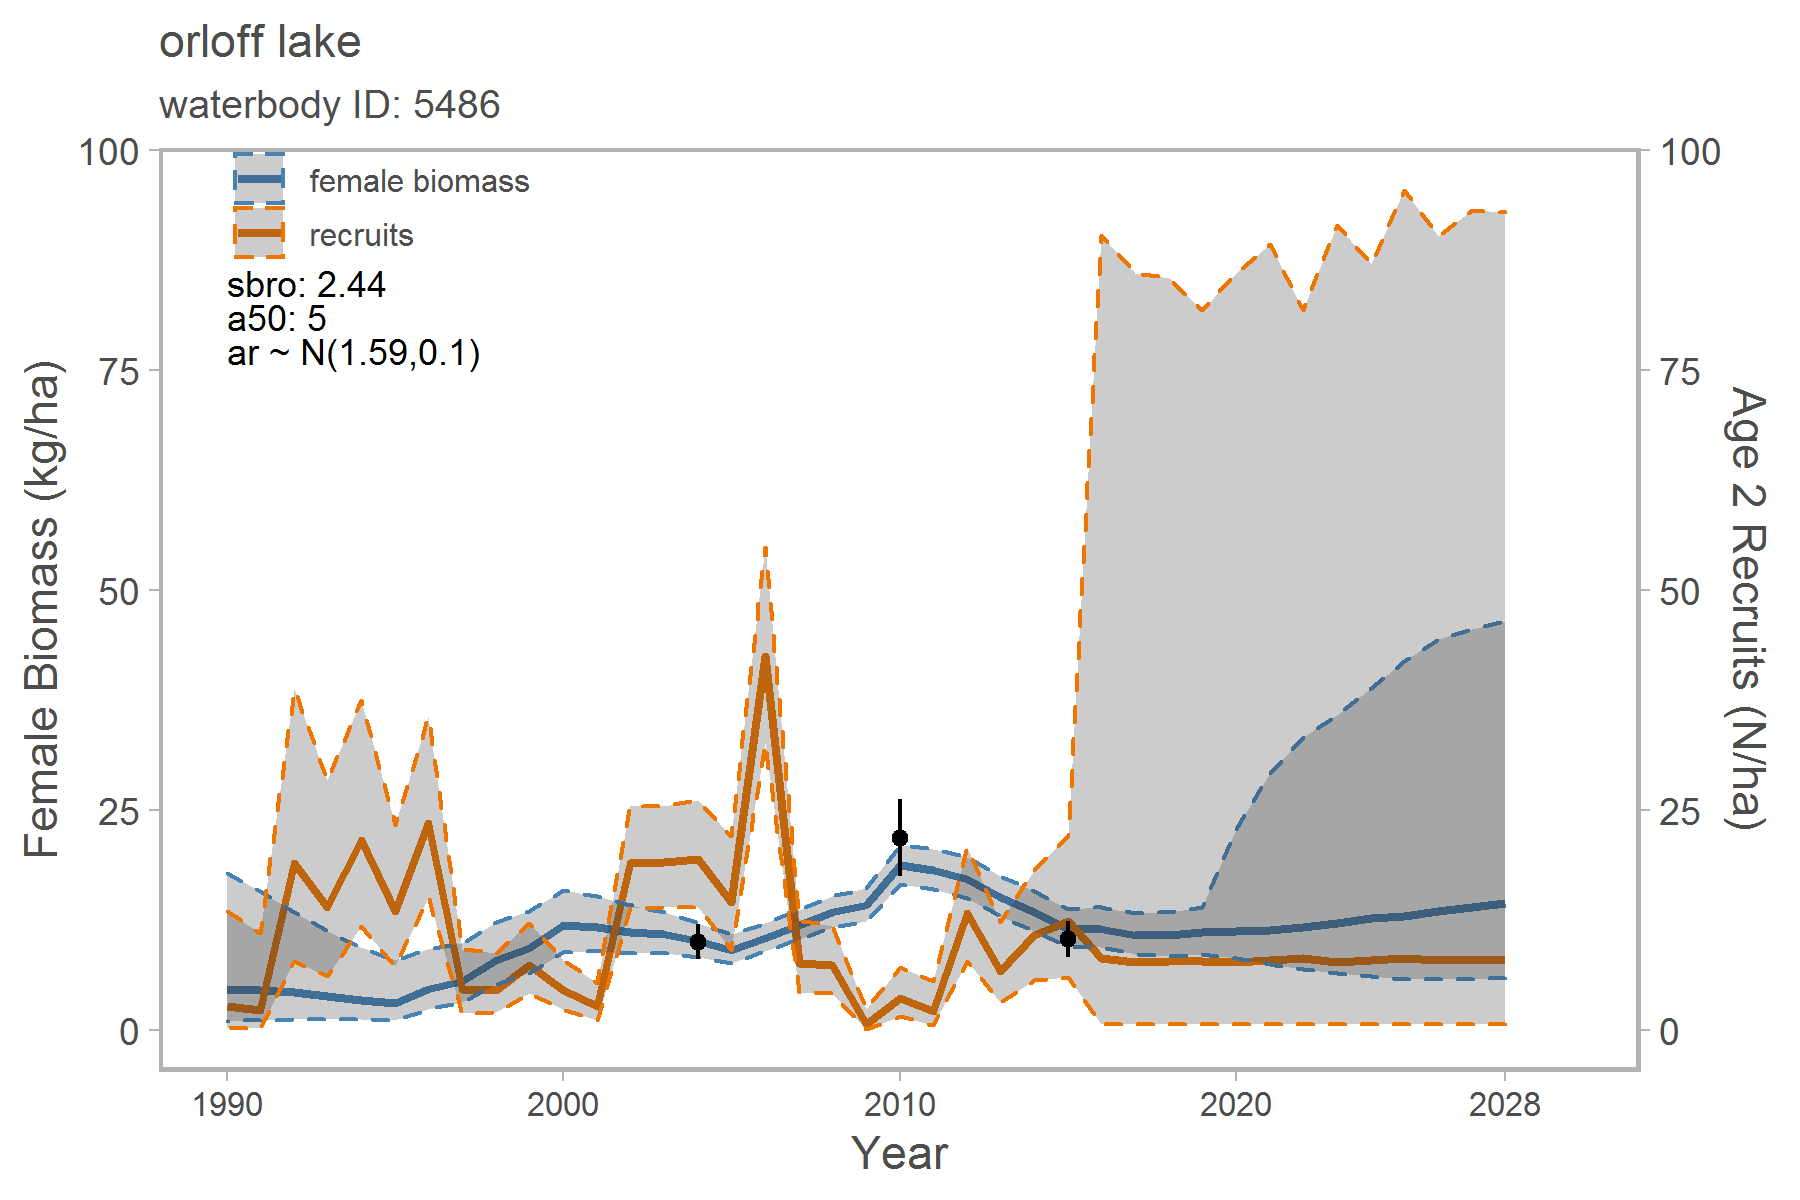 orloff lake
waterbody ID: 5486
female biomass
recruits
sbro: 2.44
a50: 5
ar ~ N(1.59,0.1)
Female Biomass (kg/ha)
100
75
50
25
0
100
75
50
25
0
Age 2 Recruits (N/ha)
1990 2000 2010 2020 2028
Year